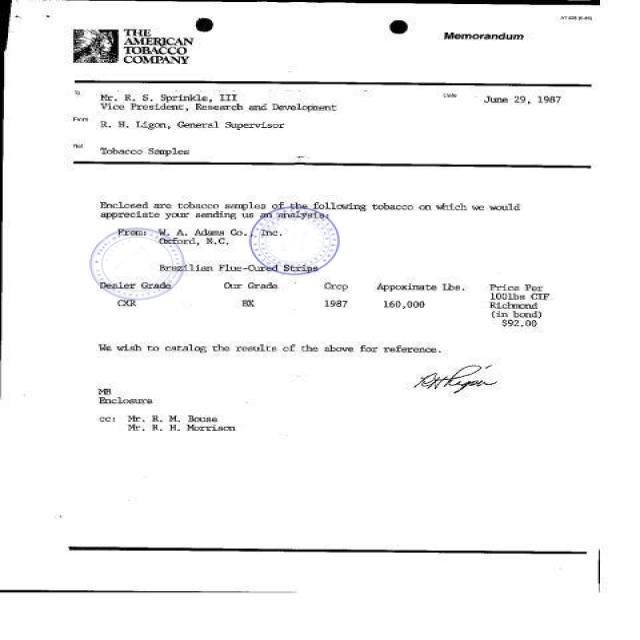 THE
AMERICAN
TOBACCO
COMPANY
Memorandum
To Mr. R. S. Sprinkle, III
Vice President, Research and Development
Date June 29, 1987
From R. H. Ligon, General Supervisor
Ref Tobacco Samples
Enclosed are tobacco samples of the following tobacco on which we would
appreciate your sending us an analysis:
From: W. A. Adams Co., Inc.
Oxford, N.C.
Brazilian Flue-Cured Strips
Dealer Grade Our Grade Crop Appoximate Lbs. Price Per
100lbs CIF
Richmond
(in bond)
CXR BX 1987 160,000
$92.00
We wish to catalog the results of the above for reference.
RHLigon
MB
Enclosure
cc: Mr. R. M. Bouse
Mr. R. H. Morrison